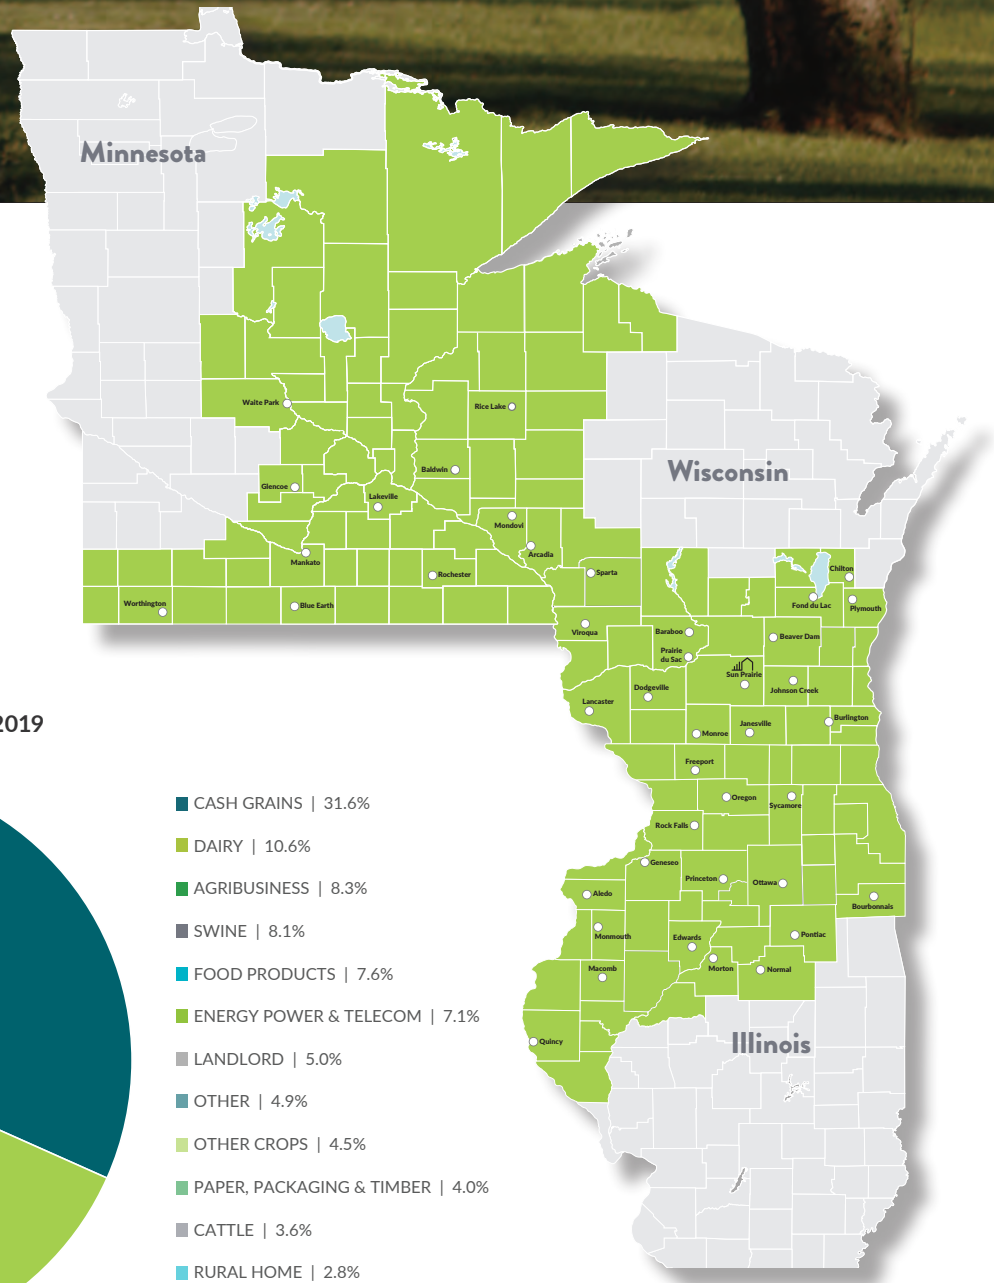 Minnesota
Wisconsin
Waite Park
Rice Lake
Baldwin
Glencoe
Lakeville
Mondovi
Arcadia
Mankato
Rochester
Sparta
Chilton
Fond du Lac
Plymouth
Worthington
Blue Earth
Viroqua
Baraboo
Beaver Dam
Prairie
du Sac
Sun Prairie
Johnson Creek
Dodgeville
Lancaster
Janesville
Burlington
Monroe
Freeport
Oregon
Sycamore
Rock Falls
Geneseo
Princeton
Ottawa
Aledo
Bourbonnais
Monmouth
Edwards
Pontiac
Macomb
Morton
Normal
Quincy
Illinois
2019
CASH GRAINS | 31.6%
DAIRY | 10.6%
AGRIBUSINESS | 8.3%
SWINE | 8.1%
FOOD PRODUCTS | 7.6%
ENERGY POWER & TELECOM | 7.1%
LANDLORD | 5.0%
OTHER | 4.9%
OTHER CROPS | 4.5%
PAPER, PACKAGING & TIMBER | 4.0%
CATTLE | 3.6%
RURAL HOME | 2.8%